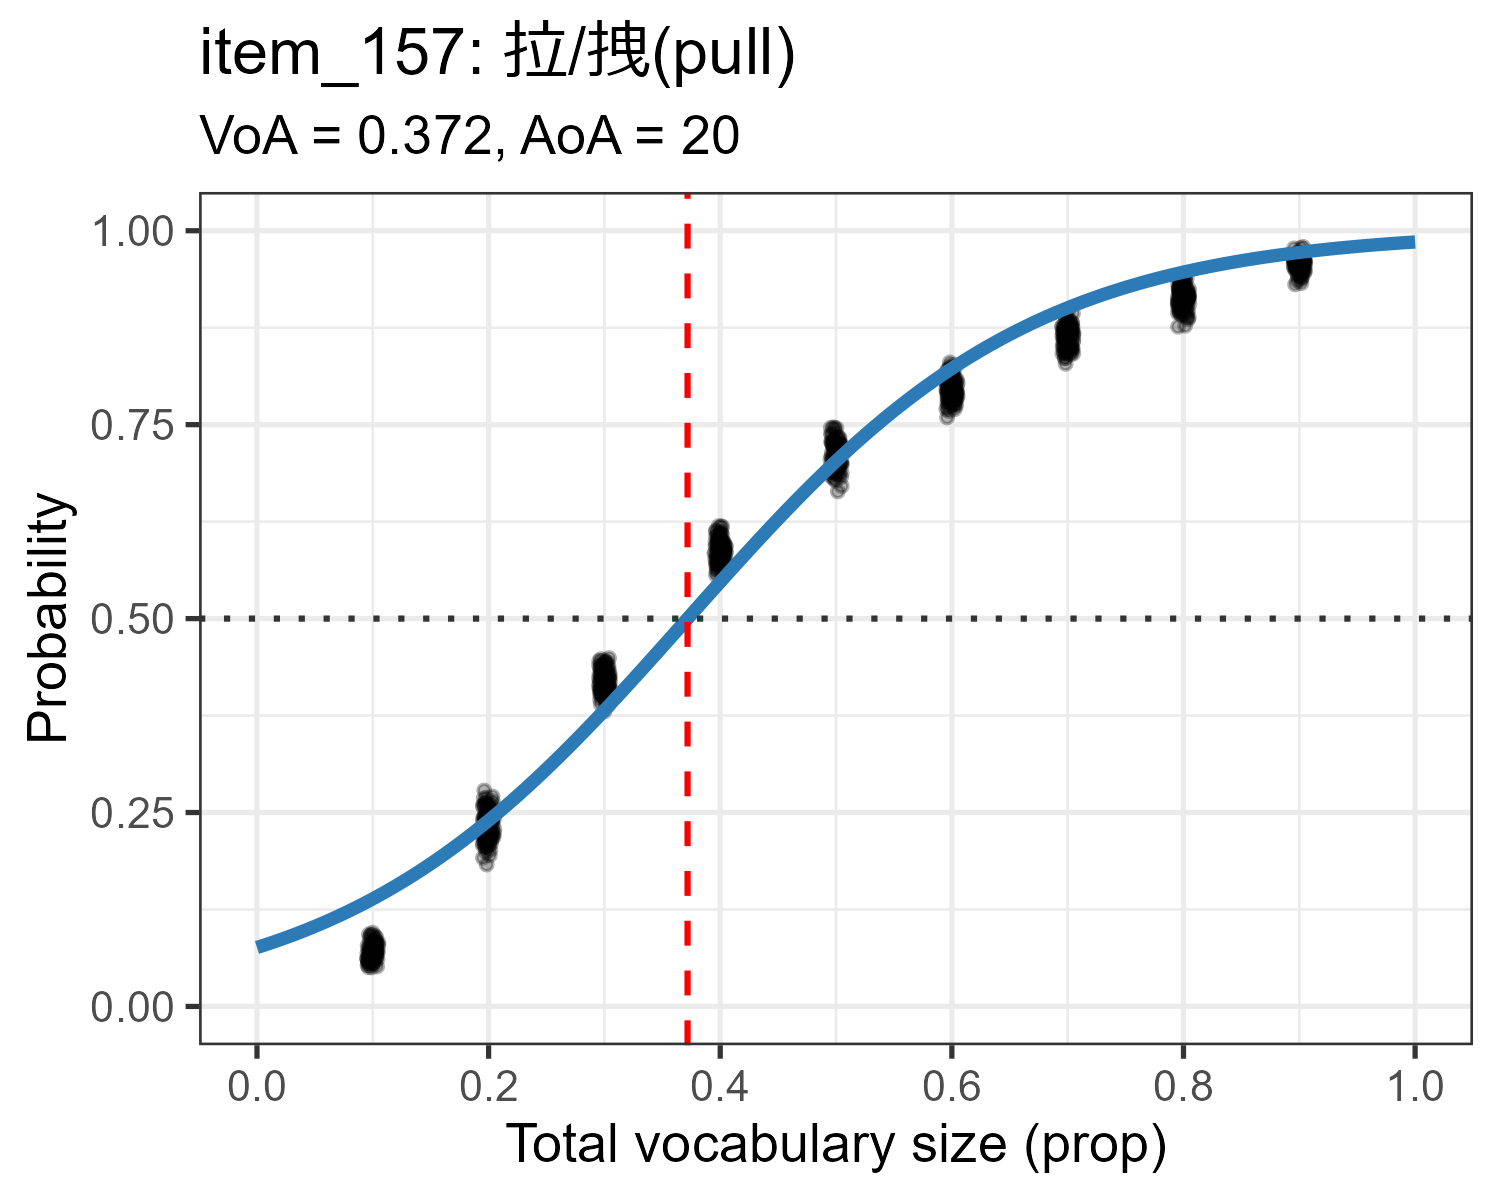 item_157: 拉/拽(pull)
VoA = 0.372, AoA = 20
1.00
0.75
0.50
0.25
0.00
Probability
0.0 0.2 0.4 0.6 0.8 1.0
Total vocabulary size (prop)